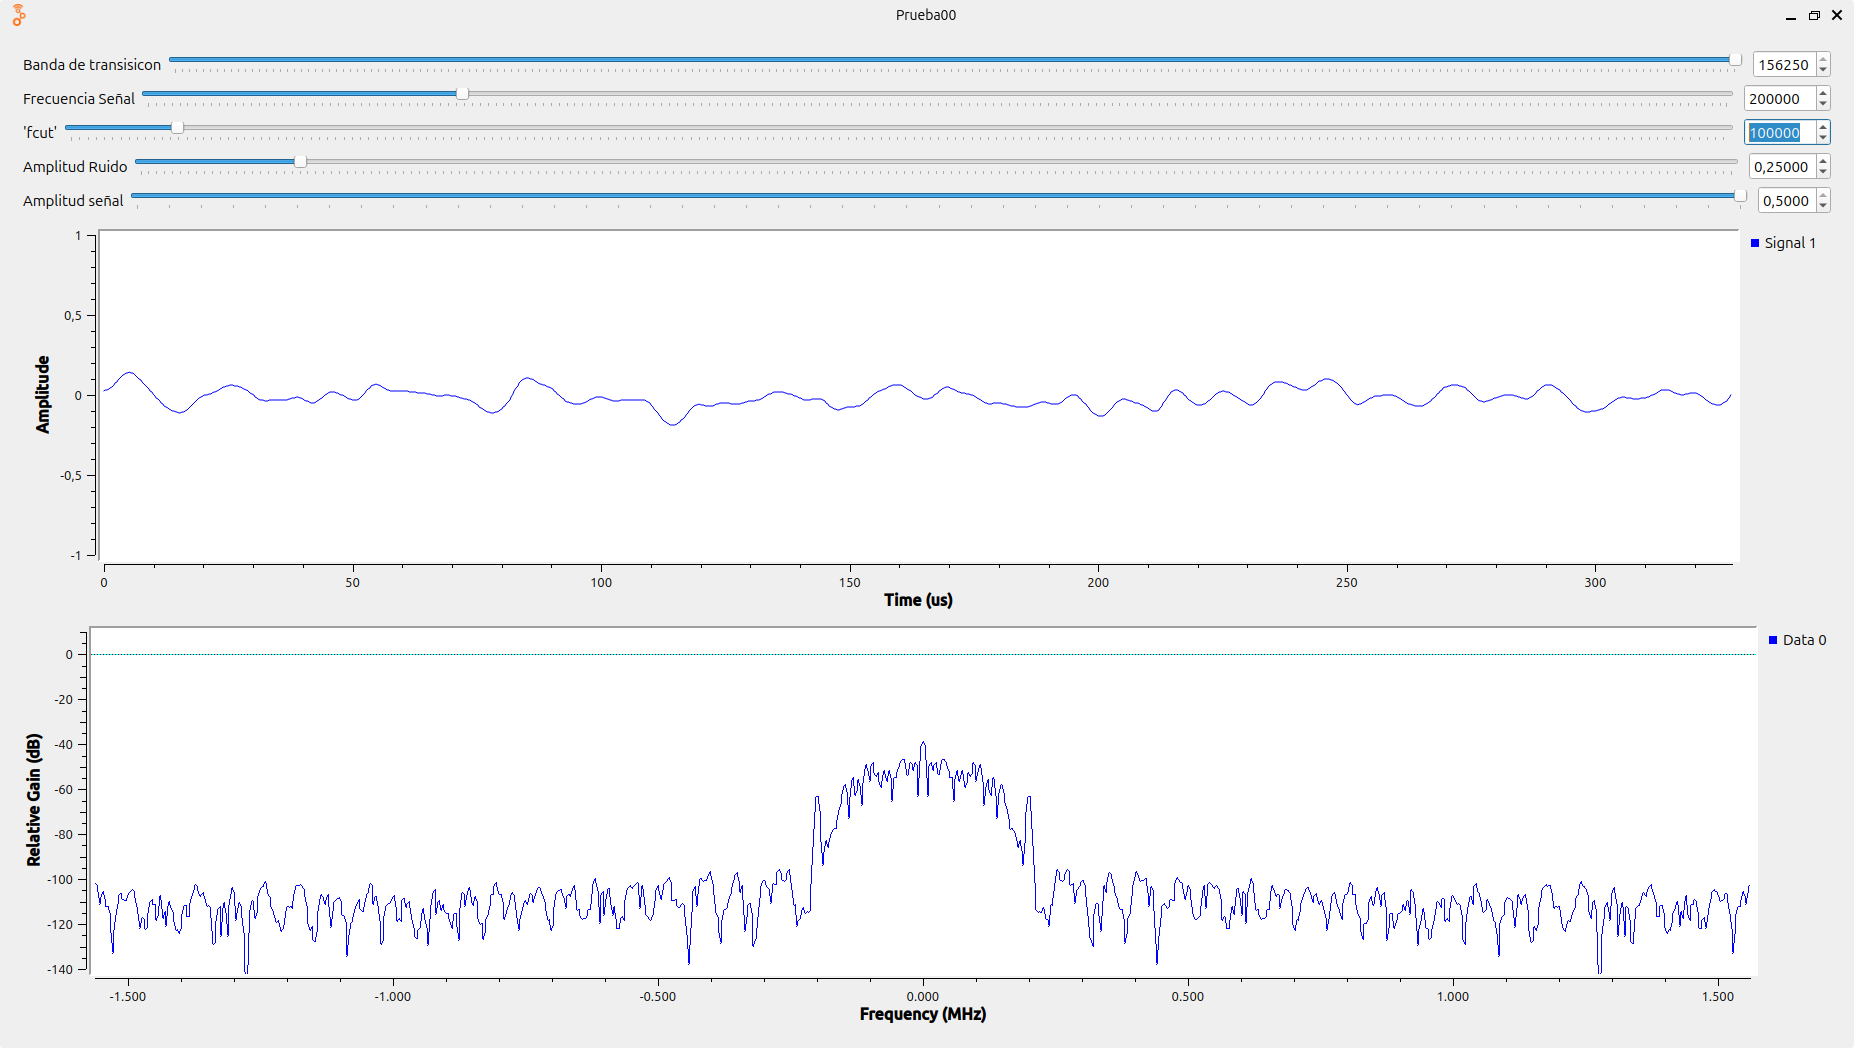 Prueba00
Banda de transisicon 156250
Frecuencia Señal 200000
'fcut' 100000
Amplitud Ruido 0,25000
Amplitud señal 0,5000
1
0,5
0
-0,5
-1
Amplitude
Signal 1
0 50 100 150 200 250 300
Time (us)
0
-20
-40
-60
-80
-100
-120
-140
Relative Gain (dB)
Data 0
-1.500 -1.000 -0.500 0.000 0.500 1.000 1.500
Frequency (MHz)